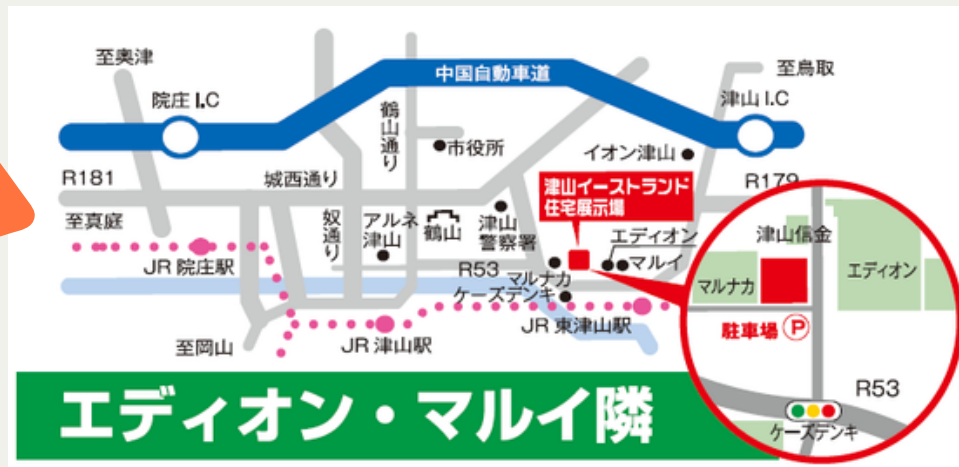 至奥津
中国自動車道
至鳥取
院庄 I.C
津山 I.C
鶴山通り
市役所
イオン津山
R181
城西通り
津山イーストランド
住宅展示場
R179
至真庭
奴通り
アルネ
津山
鶴山
津山
警察署
エディオン
マルイ
津山信金
JR 院庄駅
R53
マルナカ
ケーズデンキ
マルナカ
エディオン
JR 津山駅
JR 東津山駅
駐車場 P
至岡山
R53
ケーズデンキ
エディオン・マルイ隣